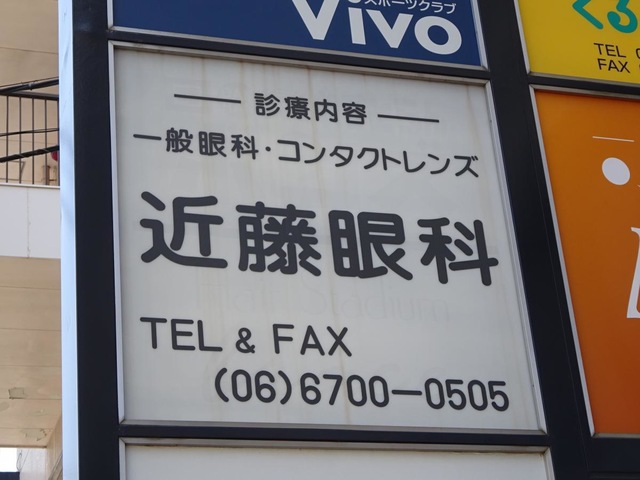 スポーツクラブ
ViVO
TEL
FAX
診療内容
一般眼科・コンタクトレンズ
近藤眼科
TEL & FAX
(06)6700-0505